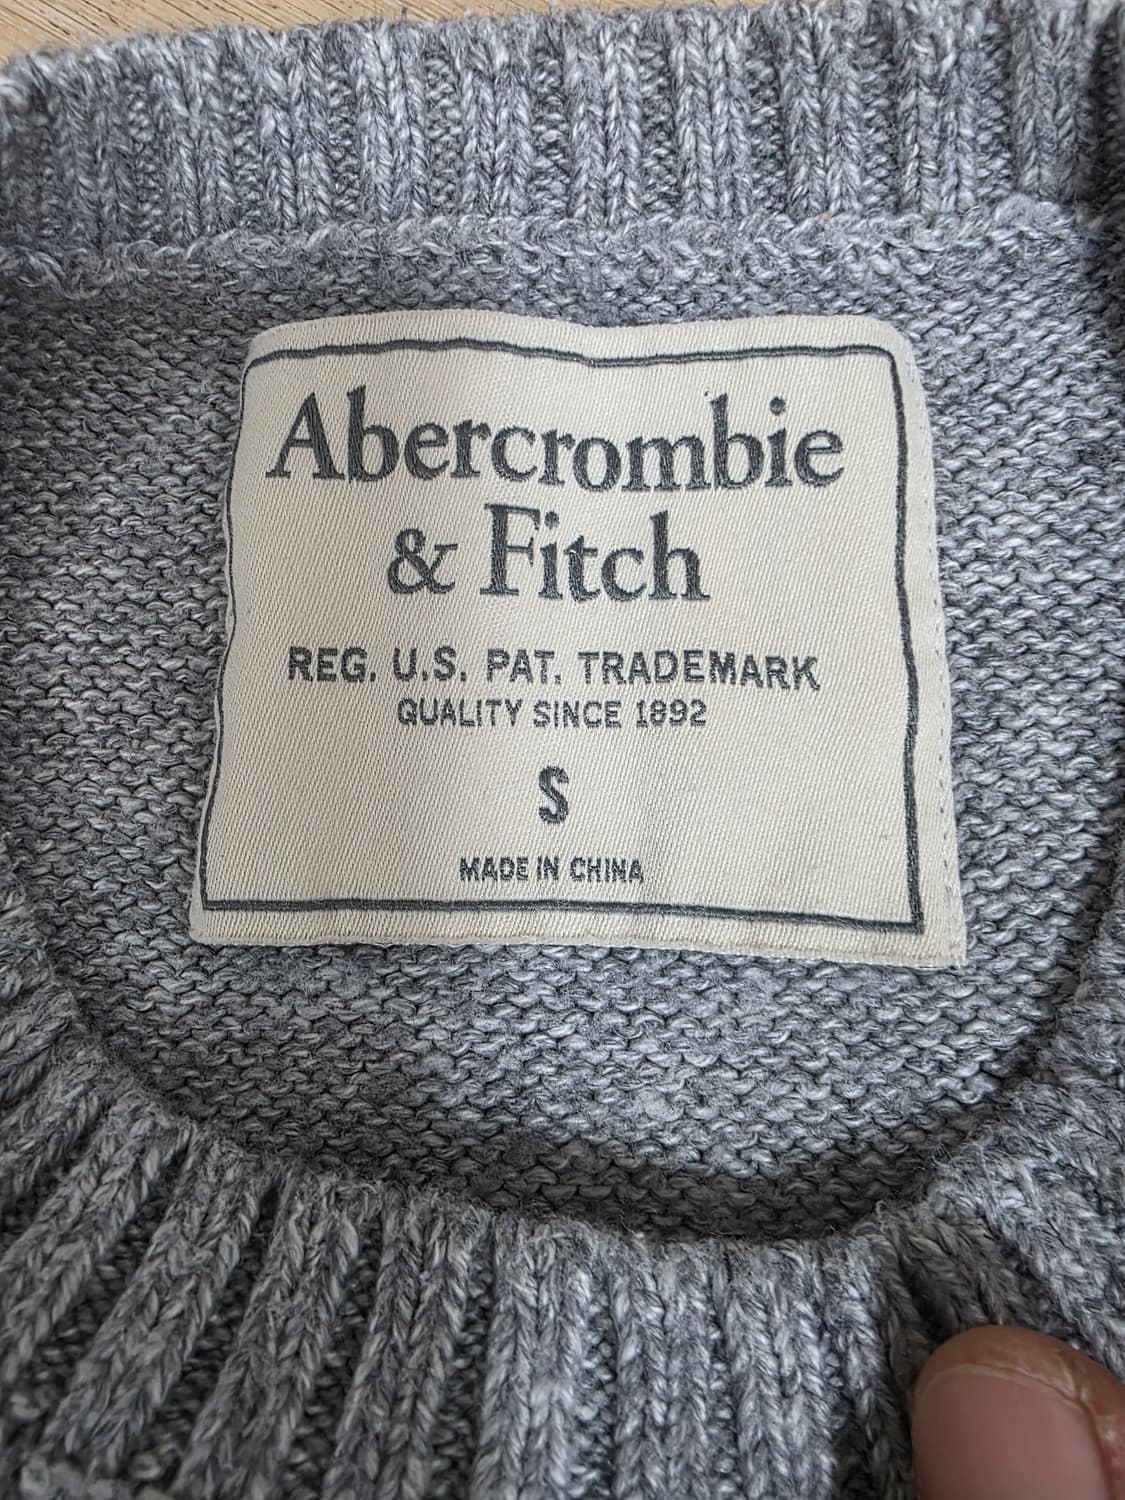 Abercrombie
& Fitch
REG. U.S. PAT. TRADEMARK
QUALITY SINCE 1892
S
MADE IN CHINA